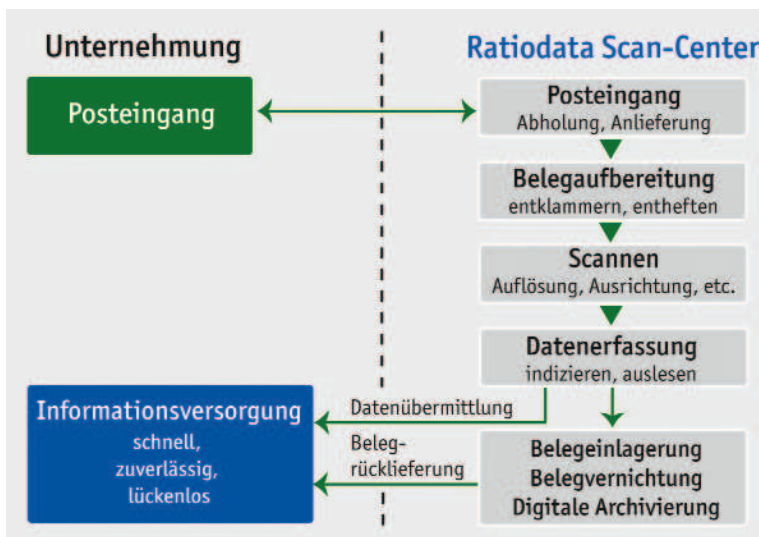 Unternehmung
Ratiodata Scan-Center
Posteingang
Posteingang
Abholung, Anlieferung
Belegaufbereitung
entklammern, entheften
Scannen
Auflösung, Ausrichtung, etc.
Datenerfassung
indizieren, auslesen
Informationsversorgung
schnell,
zuverlässig,
lückenlos
Datenübermittlung
Beleg-
rücklieferung
Belegeinlagerung
Belegvernichtung
Digitale Archivierung